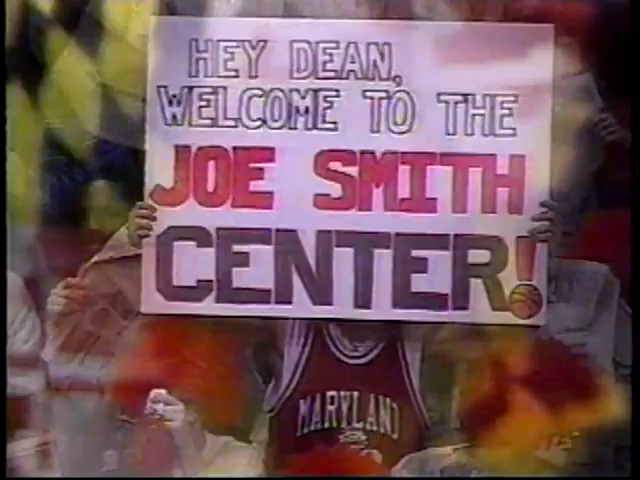 HEY DEAN,
WELCOME TO THE
JOE SMITH
CENTER!
MARYLAND